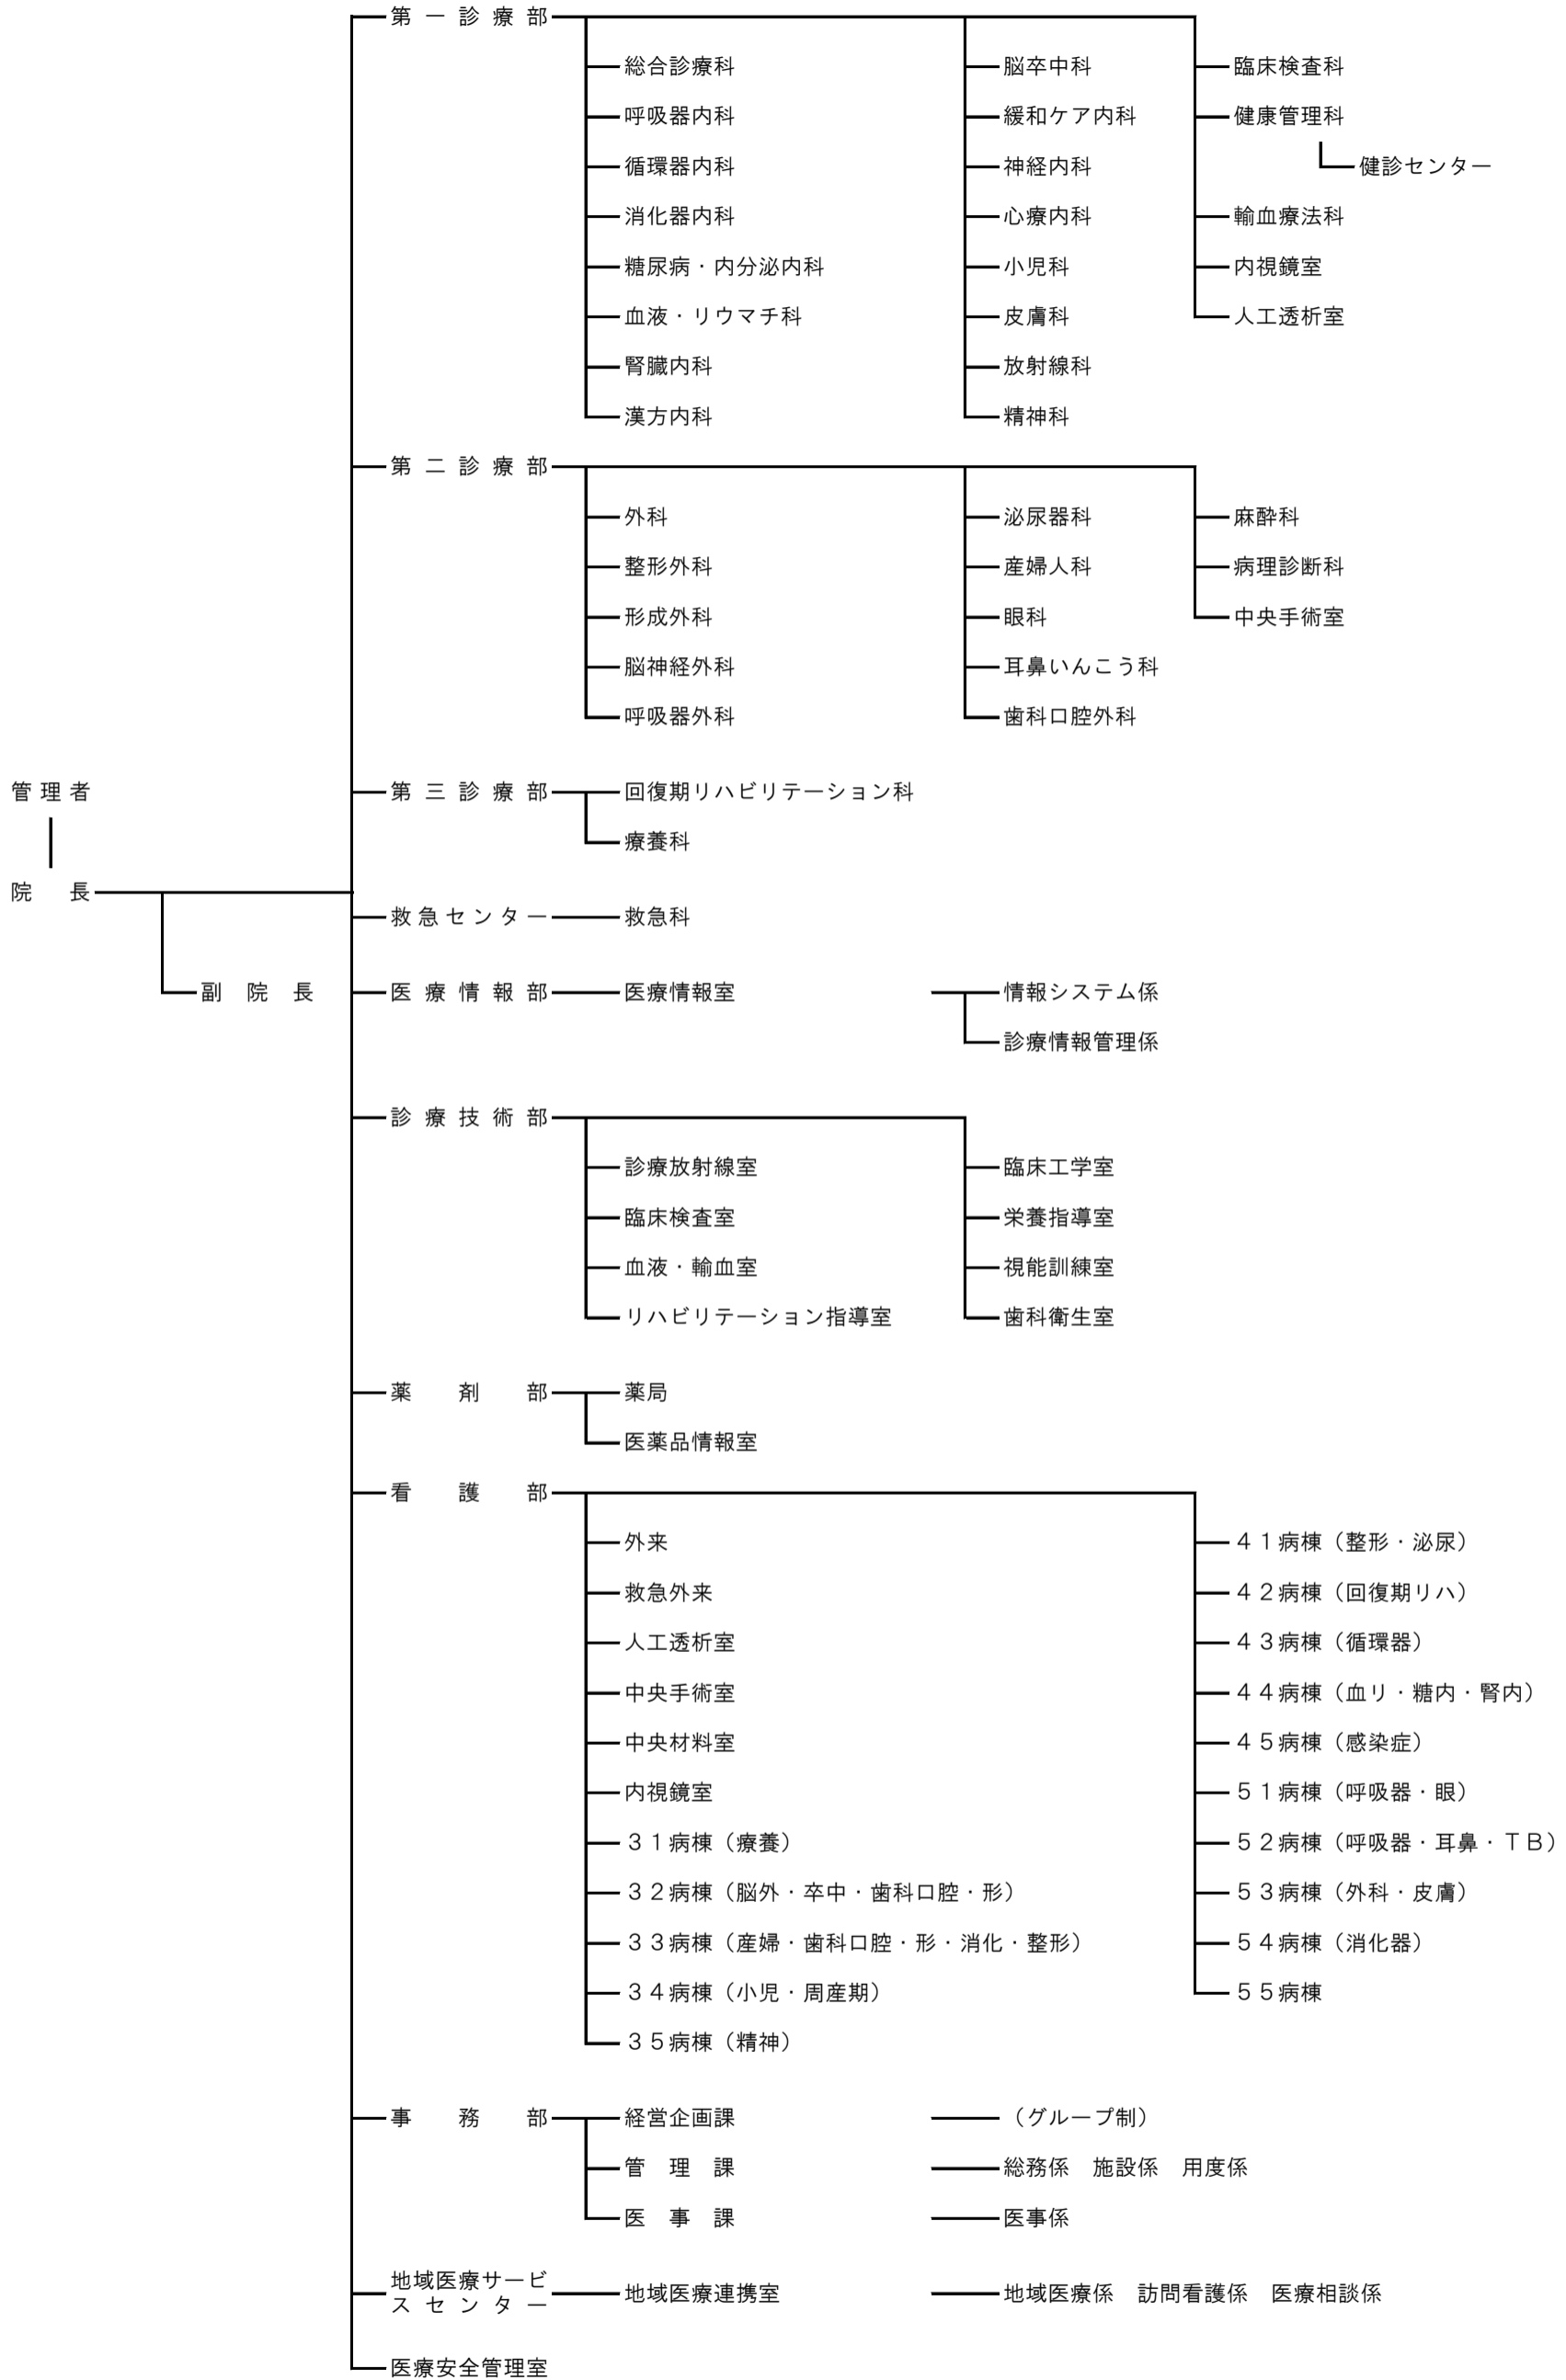 第一診療部
総合診療科
脳卒中科
臨床検査科
呼吸器内科
緩和ケア内科
健康管理科
循環器内科
神経内科
健診センター
消化器内科
心療内科
輸血療法科
糖尿病・内分泌内科
小児科
内視鏡室
血液・リウマチ科
皮膚科
人工透析室
腎臓内科
放射線科
漢方内科
精神科
第二診療部
外科
泌尿器科
麻酔科
整形外科
産婦人科
病理診断科
形成外科
眼科
中央手術室
脳神経外科
耳鼻いんこう科
呼吸器外科
歯科口腔外科
管理者
第三診療部
回復期リハビリテーション科
療養科
院長
救急センター
救急科
副院長
医療情報部
医療情報室
情報システム係
診療情報管理係
診療技術部
診療放射線室
臨床工学室
臨床検査室
栄養指導室
血液・輸血室
視能訓練室
リハビリテーション指導室
歯科衛生室
薬剤部
薬局
医薬品情報室
看護部
外来
41病棟(整形・泌尿)
救急外来
42病棟(回復期リハ)
人工透析室
43病棟(循環器)
中央手術室
44病棟(血リ・糖内・腎内)
中央材料室
45病棟(感染症)
内視鏡室
51病棟(呼吸器・眼)
31病棟(療養)
52病棟(呼吸器・耳鼻・TB)
32病棟(脳外・卒中・歯科口腔・形)
53病棟(外科・皮膚)
33病棟(産婦・歯科口腔・形・消化・整形)
54病棟(消化器)
34病棟(小児・周産期)
55病棟
35病棟(精神)
事務部
経営企画課
(グループ制)
管理課
総務係 施設係 用度係
医事課
医事係
地域医療サービ
スセンター
地域医療連携室
地域医療係 訪問看護係 医療相談係
医療安全管理室